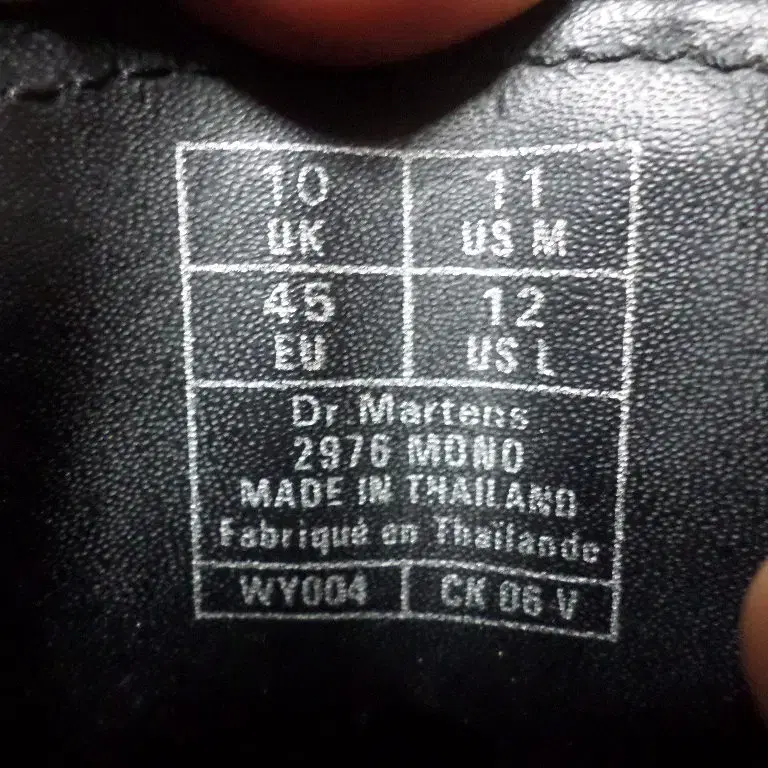 10 UK
11 US M
45 EU
12 US L
Dr Martens
2976 MONO
MADE IN THAILAND
Fabriqué en Thaïlande
WY004
CK 06 V